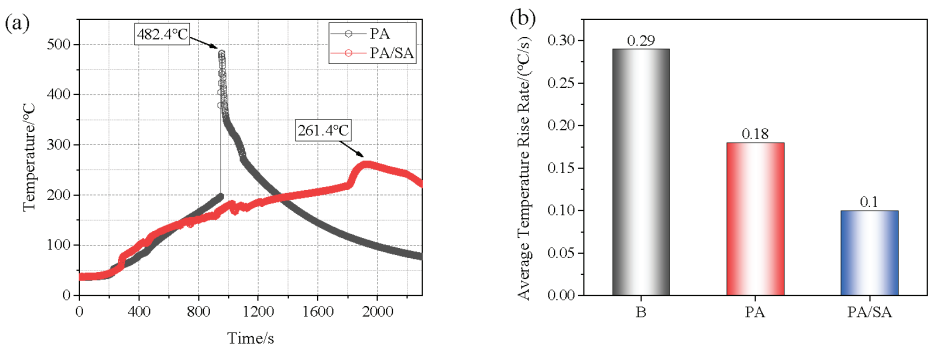 (a)
482.4°C
PA
PA/SA
261.4°C
500
400
300
200
100
0
0
400
800
1200
1600
2000
Temperature/°C
Time/s
(b)
0.29
0.18
0.1
0.30
0.25
0.20
0.15
0.10
0.05
0.00
B
PA
PA/SA
Average Temperature Rise Rate/(°C/s)